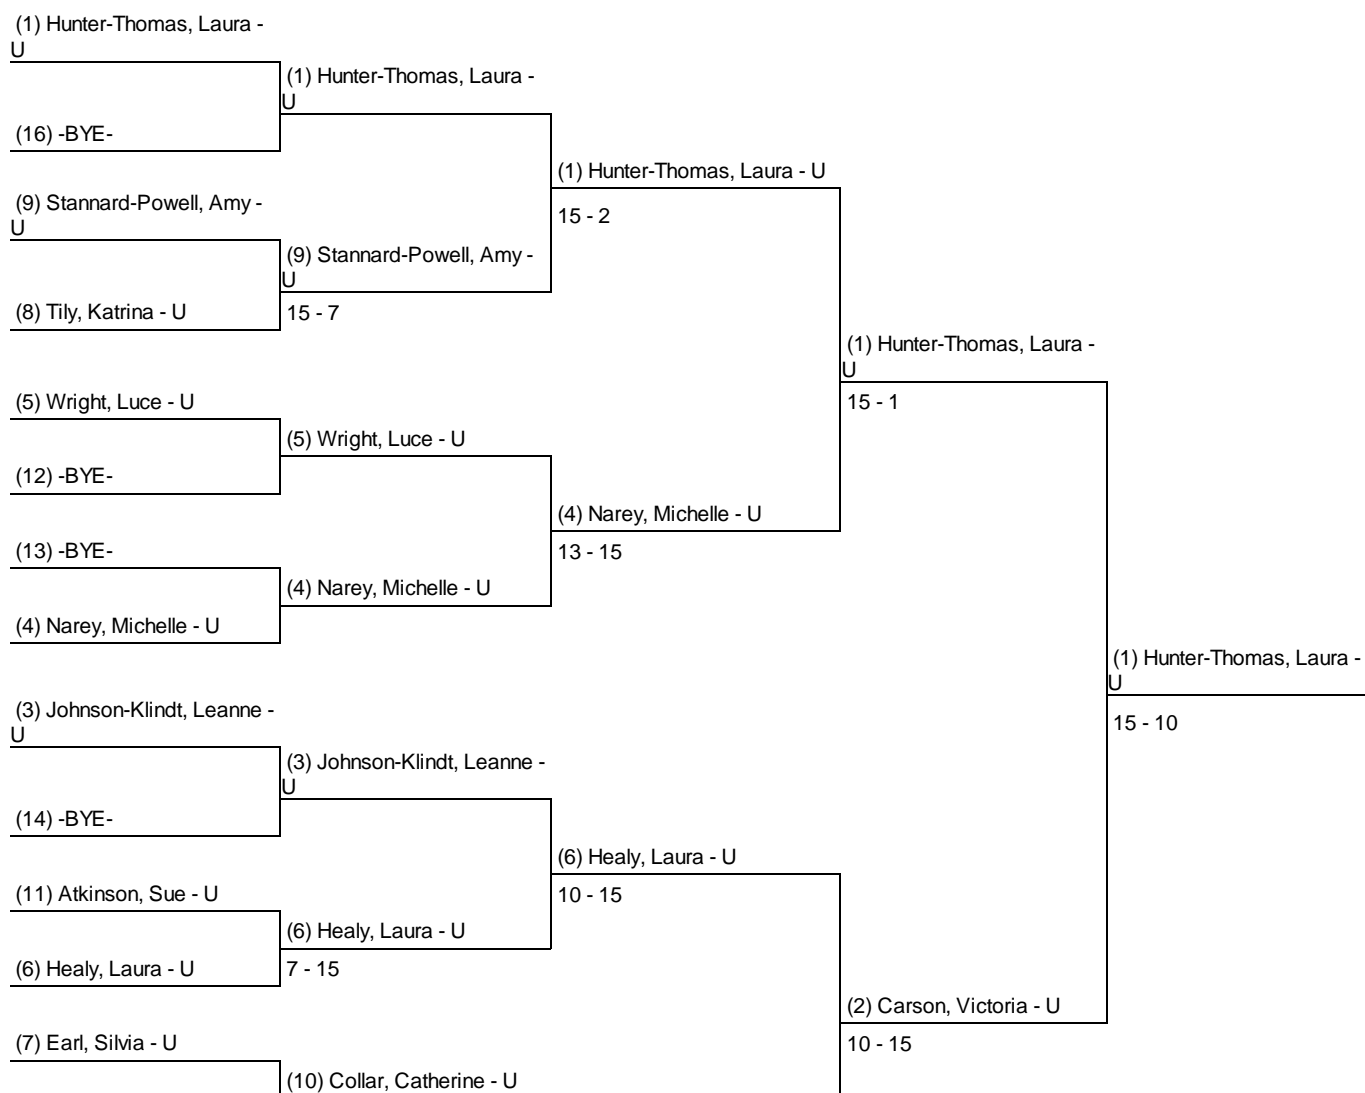 (1) Hunter-Thomas, Laura -
U
(1) Hunter-Thomas, Laura -
U
(16) -BYE-
(1) Hunter-Thomas, Laura - U
15 - 2
(9) Stannard-Powell, Amy -
U
(9) Stannard-Powell, Amy -
U
15 - 7
(8) Tily, Katrina - U
(1) Hunter-Thomas, Laura -
U
15 - 1
(5) Wright, Luce - U
(5) Wright, Luce - U
(12) -BYE-
(4) Narey, Michelle - U
13 - 15
(13) -BYE-
(4) Narey, Michelle - U
(4) Narey, Michelle - U
(1) Hunter-Thomas, Laura -
U
15 - 10
(3) Johnson-Klindt, Leanne -
U
(3) Johnson-Klindt, Leanne -
U
(14) -BYE-
(6) Healy, Laura - U
10 - 15
(11) Atkinson, Sue - U
(6) Healy, Laura - U
7 - 15
(6) Healy, Laura - U
(2) Carson, Victoria - U
10 - 15
(7) Earl, Silvia - U
(10) Collar, Catherine - U